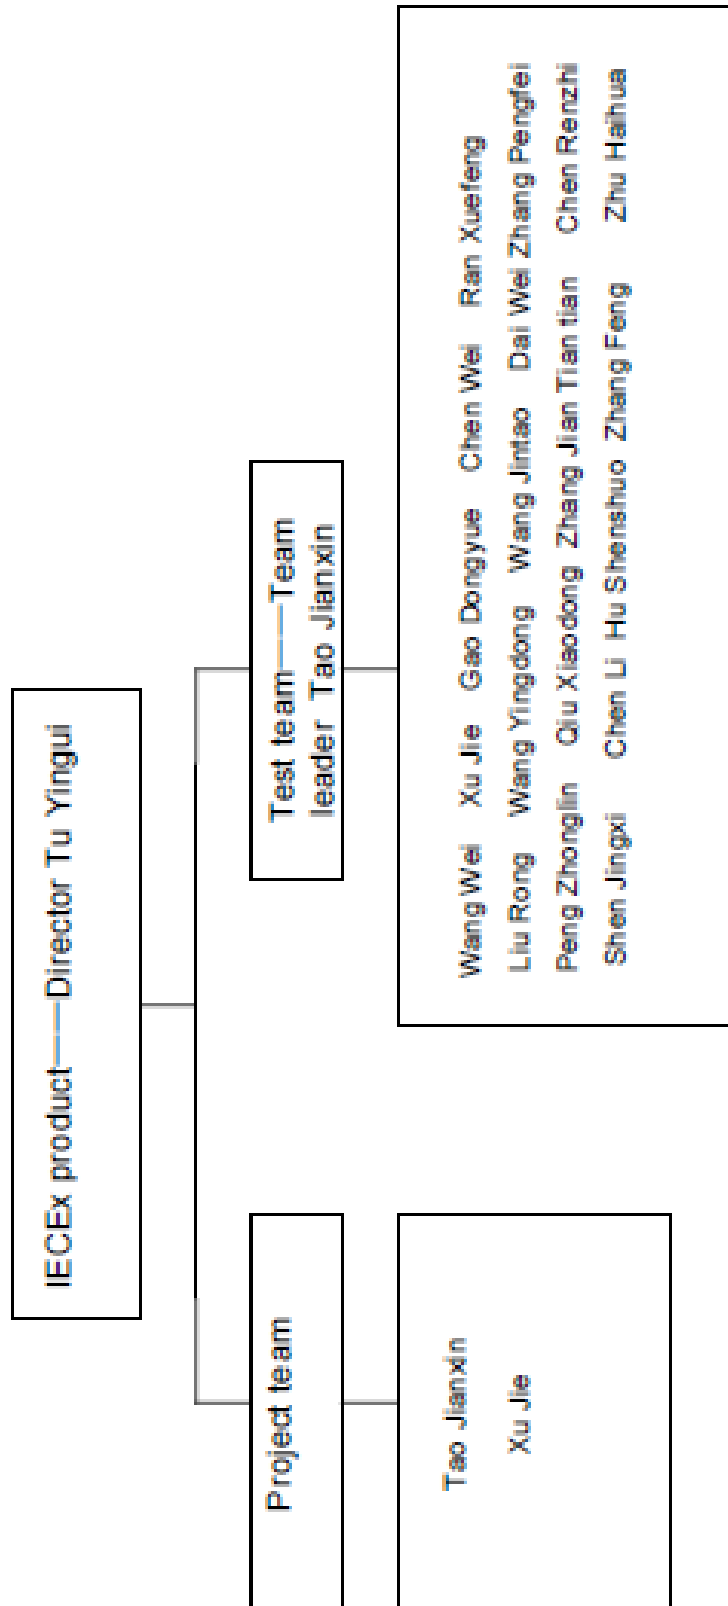 IECEx product——Director Tu Yingui
Project team
Test team——Team
leader Tao Jianxin
Tao Jianxin
Xu Jie
Wang Wei Xu Jie Gao Dongyue Chen Wei Ran Xuefeng
Liu Rong Wang Yingdong Wang Jintao Dai Wei Zhang Pengfei
Peng Zhonglin Qiu Xiaodong Zhang Jian Tian tian Chen Renzhi
Shen Jingxi Chen Li Hu Shenshuo Zhang Feng Zhu Haihua